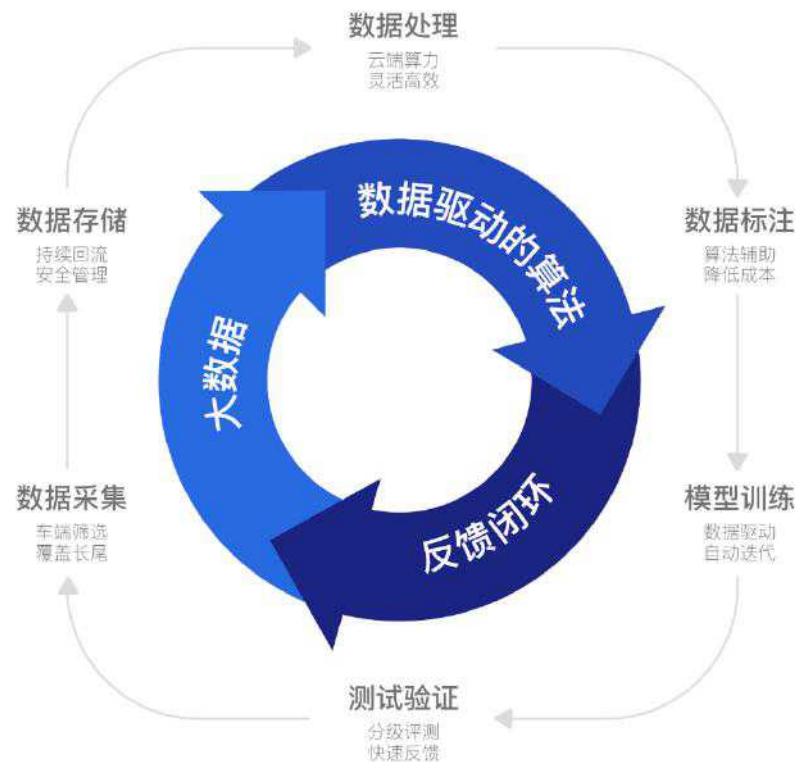 数据处理
云端算力
灵活高效
数据存储
持续回流
安全管理
数据驱动的算法
数据标注
算法辅助
降低成本
大数据
数据采集
车端筛选
覆盖长尾
反馈闭环
模型训练
数据驱动
自动迭代
测试验证
分级评测
快速反馈